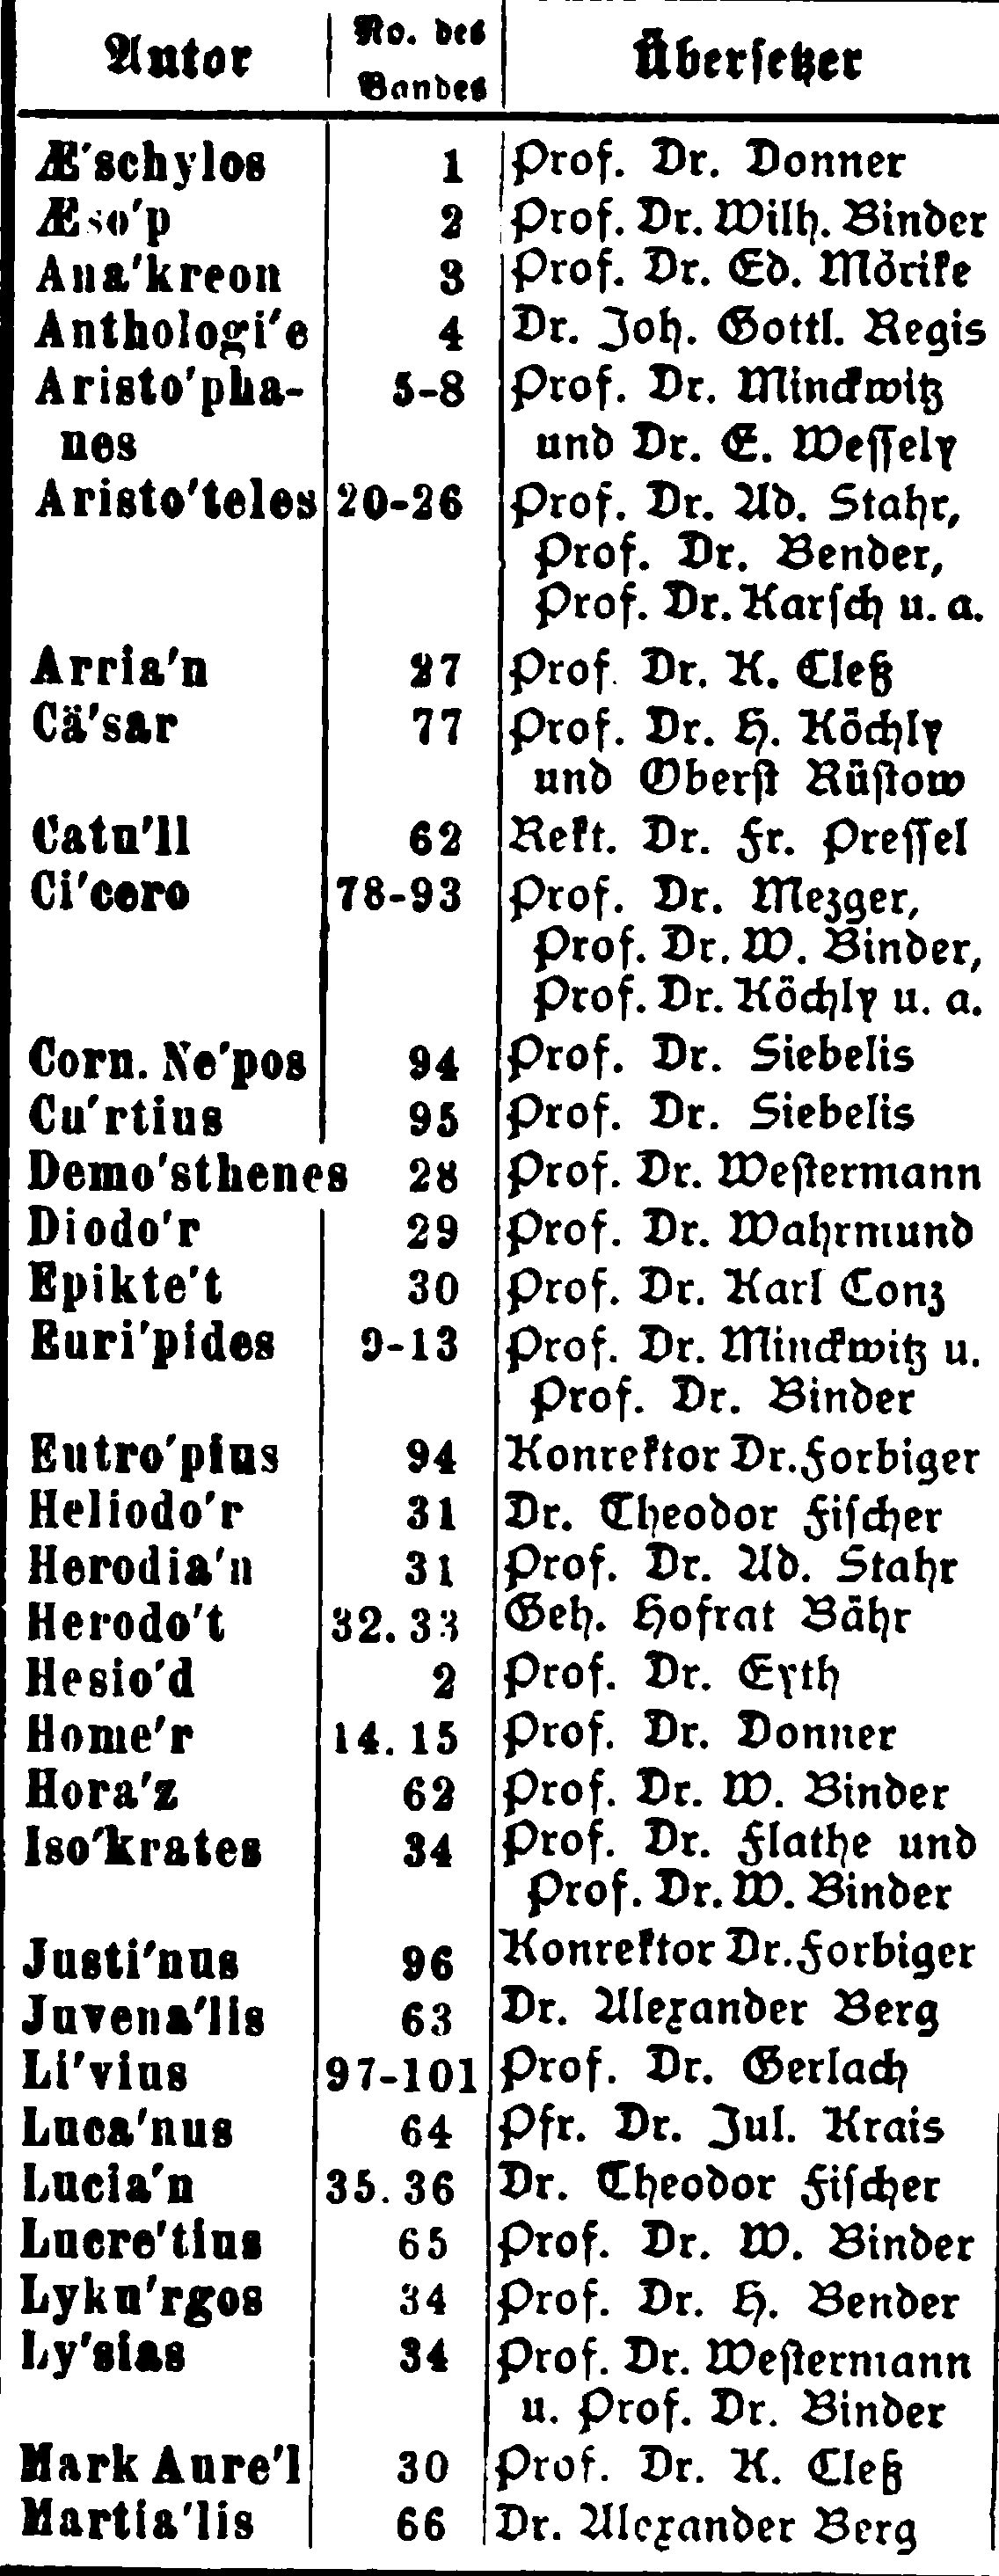 Autor No. des Bandes Übersetzer
Æ'schylos 1 Prof. Dr. Donner
Æso'p 2 Prof. Dr. Wilh. Binder
Ana'kreon 3 Prof. Dr. Ed. Mörike
Anthologi'e 4 Dr. Joh. Gottl. Regis
Aristo'pha- 5-8 Prof. Dr. Minckwitz
nes und Dr. E. Weſſely
Aristo'teles 20-26 Prof. Dr. Ad. Stahr,
Prof. Dr. Bender,
Prof. Dr. Karſch u. a.
Arria'n 27 Prof. Dr. K. Cleß
Cä'sar 77 Prof. Dr. H. Köchly
und Oberſt Rüſtow
Catu'll 62 Rekt. Dr. Fr. Preſſel
Ci'cero 78-93 Prof. Dr. Mezger,
Prof. Dr. W. Binder,
Prof. Dr. Köchly u. a.
Corn. Ne'pos 94 Prof. Dr. Siebelis
Cu'rtius 95 Prof. Dr. Siebelis
Demo'sthenes 28 Prof. Dr. Weſtermann
Diodo'r 29 Prof. Dr. Wahrmund
Epikte't 30 Prof. Dr. Karl Conz
Euri'pides 9-13 Prof. Dr. Minckwitz u.
Prof. Dr. Binder
Eutro'pius 94 Konrektor Dr. Forbiger
Heliodo'r 31 Dr. Theodor Fiſcher
Herodia'n 31 Prof. Dr. Ad. Stahr
Herodo't 32. 33 Geh. Hofrat Bähr
Hesio'd 2 Prof. Dr. Eyth
Home'r 14. 15 Prof. Dr. Donner
Hora'z 62 Prof. Dr. W. Binder
Iso'krates 34 Prof. Dr. Flathe und
Prof. Dr. W. Binder
Justi'nus 96 Konrektor Dr. Forbiger
Juvena'lis 63 Dr. Alexander Berg
Li'vius 97-101 Prof. Dr. Gerlach
Luca'nus 64 Pfr. Dr. Jul. Krais
Lucia'n 35. 36 Dr. Theodor Fiſcher
Lucre'tius 65 Prof. Dr. W. Binder
Lyku'rgos 34 Prof. Dr. H. Bender
Ly'sias 34 Prof. Dr. Weſtermann
u. Prof. Dr. Binder
Mark Aure'l 30 Prof. Dr. K. Cleß
Martia'lis 66 Dr. Alexander Berg